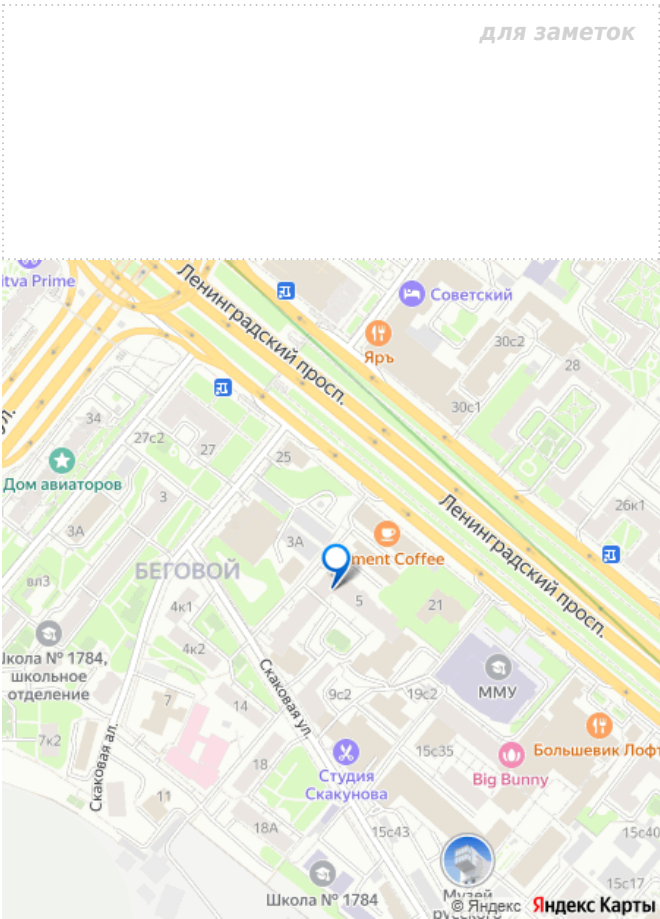 для заметок
itva Prime
Ленинградский просп.
Советский
Яръ
30с2
28
30с1
34
27с2
27
25
Дом авиаторов
3
Ленинградский просп.
26к1
3А
3А
ment Coffee
БЕГОВОЙ
вл3
5
4к1
21
4к2
Школа № 1784,
школьное
отделение
Скаковая ул.
ММУ
9с2
19с2
7
14
7к2
Скаковая ал.
15с35
Большевик Лофт
Big Bunny
18
Студия
Скакунова
11
18А
15с43
15с40
Школа № 1784
15с17
Музей
русского
© Яндекс
Яндекс Карты